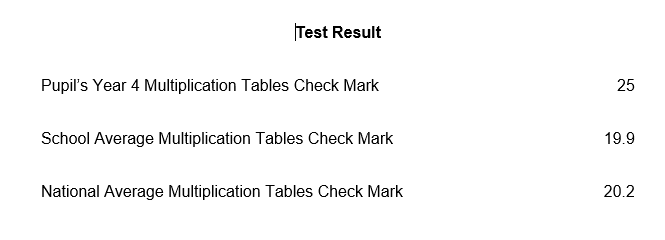 Test Result
Pupil's Year 4 Multiplication Tables Check Mark 25
School Average Multiplication Tables Check Mark 19.9
National Average Multiplication Tables Check Mark 20.2